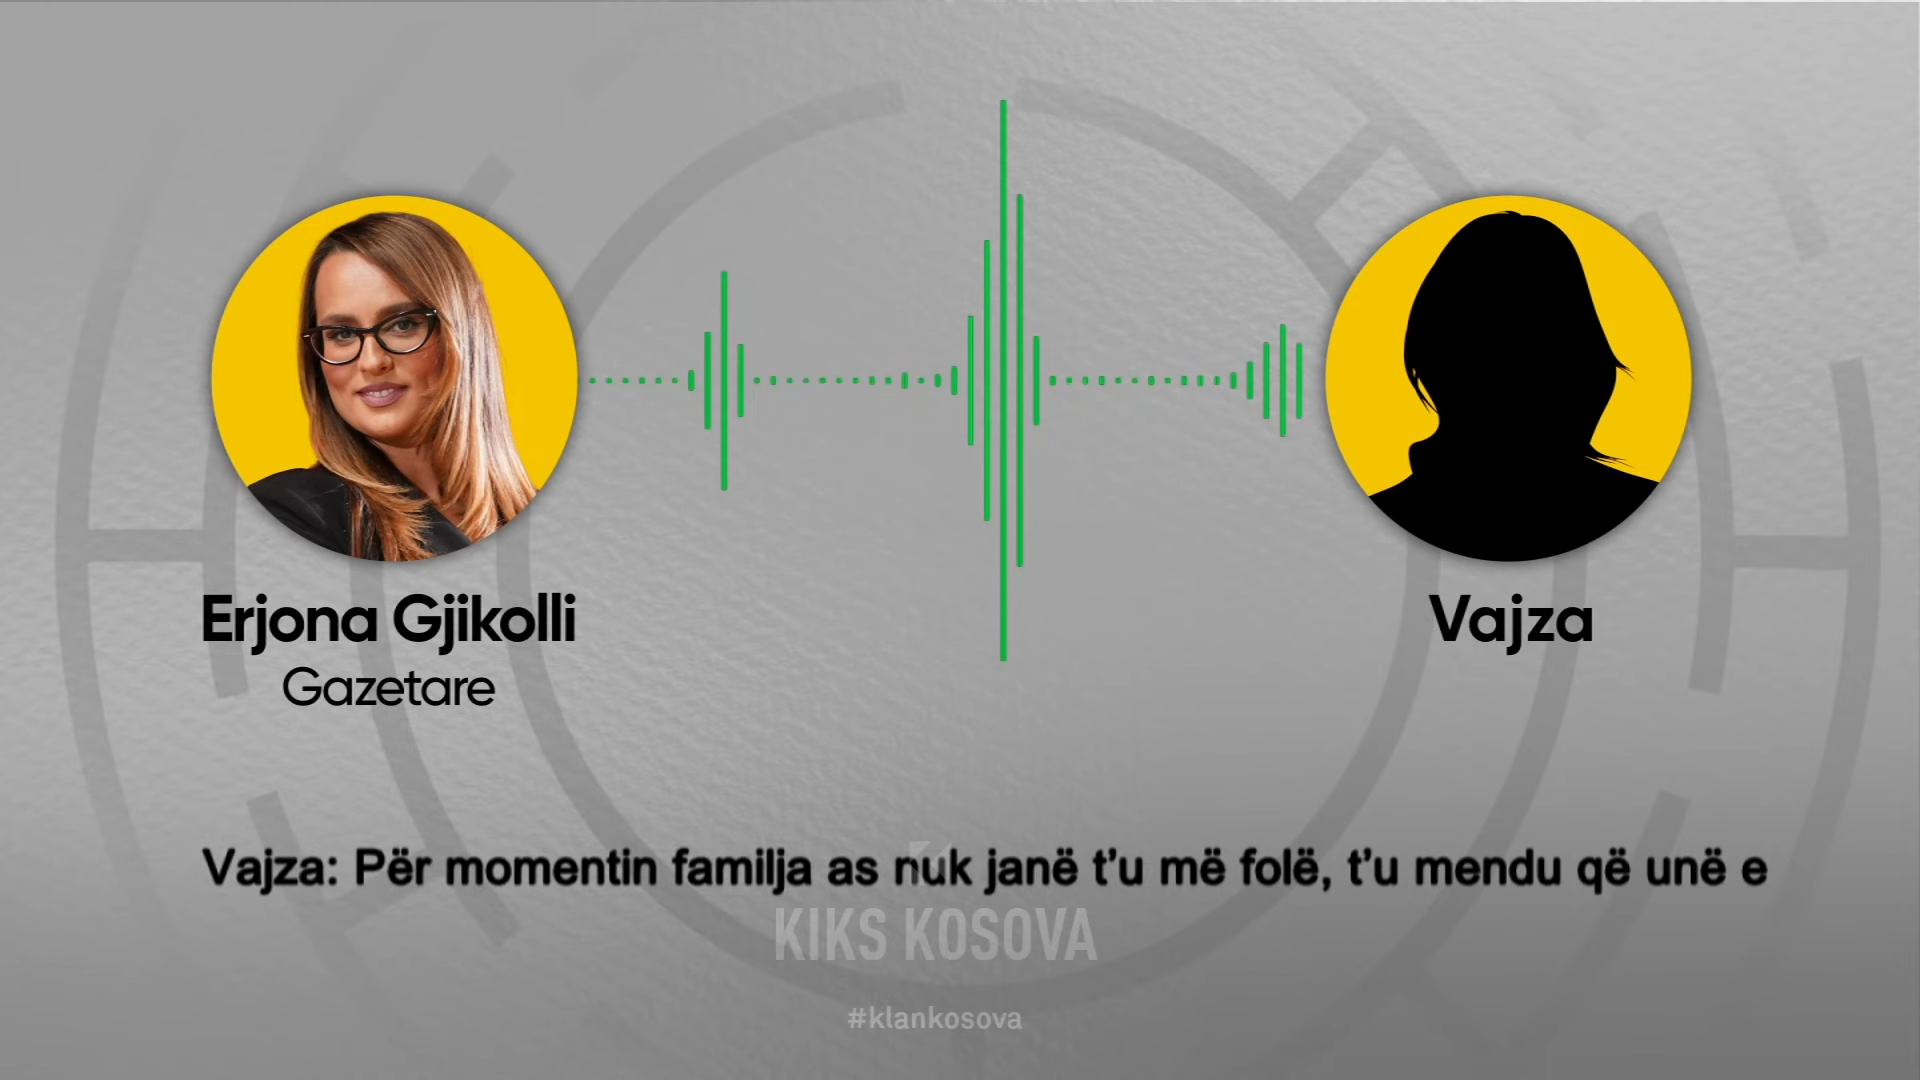 Erjona Gjikolli
Gazetare
Vajza
Vajza: Për momentin familja as nuk janë t’u më folë, t’u mendu që unë e
KIKS KOSOVA
#klankosova